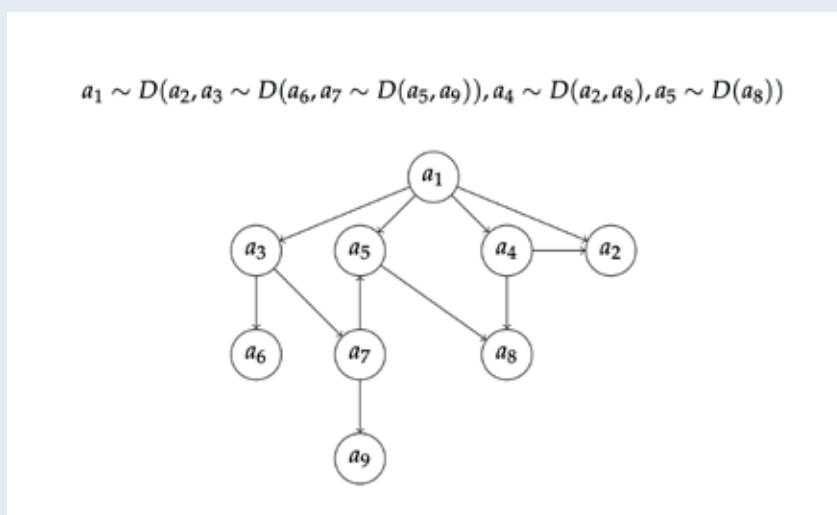 a₁ ∼ D(a₂, a₃ ∼ D(a₆, a₇ ∼ D(a₅, a₉)), a₄ ∼ D(a₂, a₈), a₅ ∼ D(a₈))
a₁
a₃ a₅ a₄ a₂
a₆ a₇ a₈
a₉